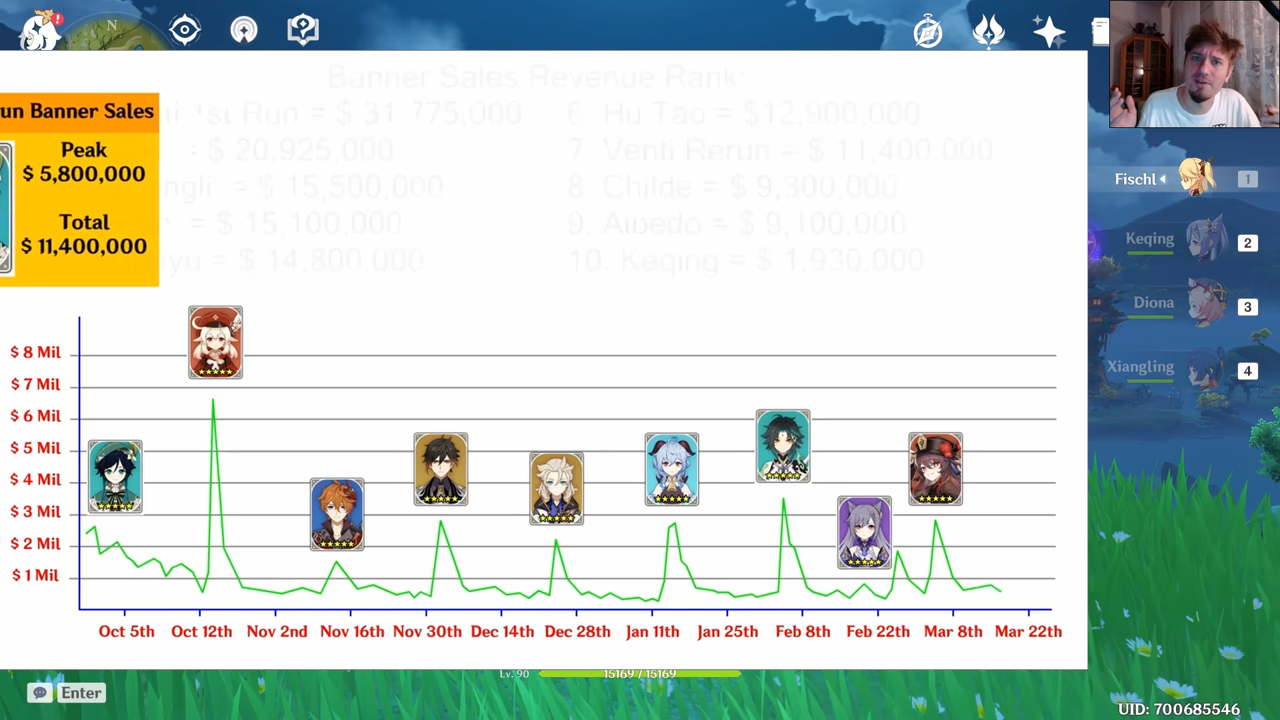 N
Banner Sales Revenue Rank:
un Banner Sales
Peak
$ 5,800,000
Total
$ 11,400,000
1st Run = $ 31,775,000
= $ 20,925,000
= $ 15,500,000
= $ 15,100,000
= $ 14,800,000
6 Hu Tao = $12,900,000
7 Venti Rerun = $ 11,400,000
8 Childe = $ 9,300,000
9. Albedo = $ 9,100,000
10. Keqing = $ 1,930,000
Fischl 1
Keqing 2
Diona 3
Xiangling 4
$ 8 Mil
$ 7 Mil
$ 6 Mil
$ 5 Mil
$ 4 Mil
$ 3 Mil
$ 2 Mil
$ 1 Mil
Oct 5th Oct 12th Nov 2nd Nov 16th Nov 30th Dec 14th Dec 28th Jan 11th Jan 25th Feb 8th Feb 22th Mar 8th Mar 22th
Lv. 90 15169 / 15169
Enter
UID: 700685546